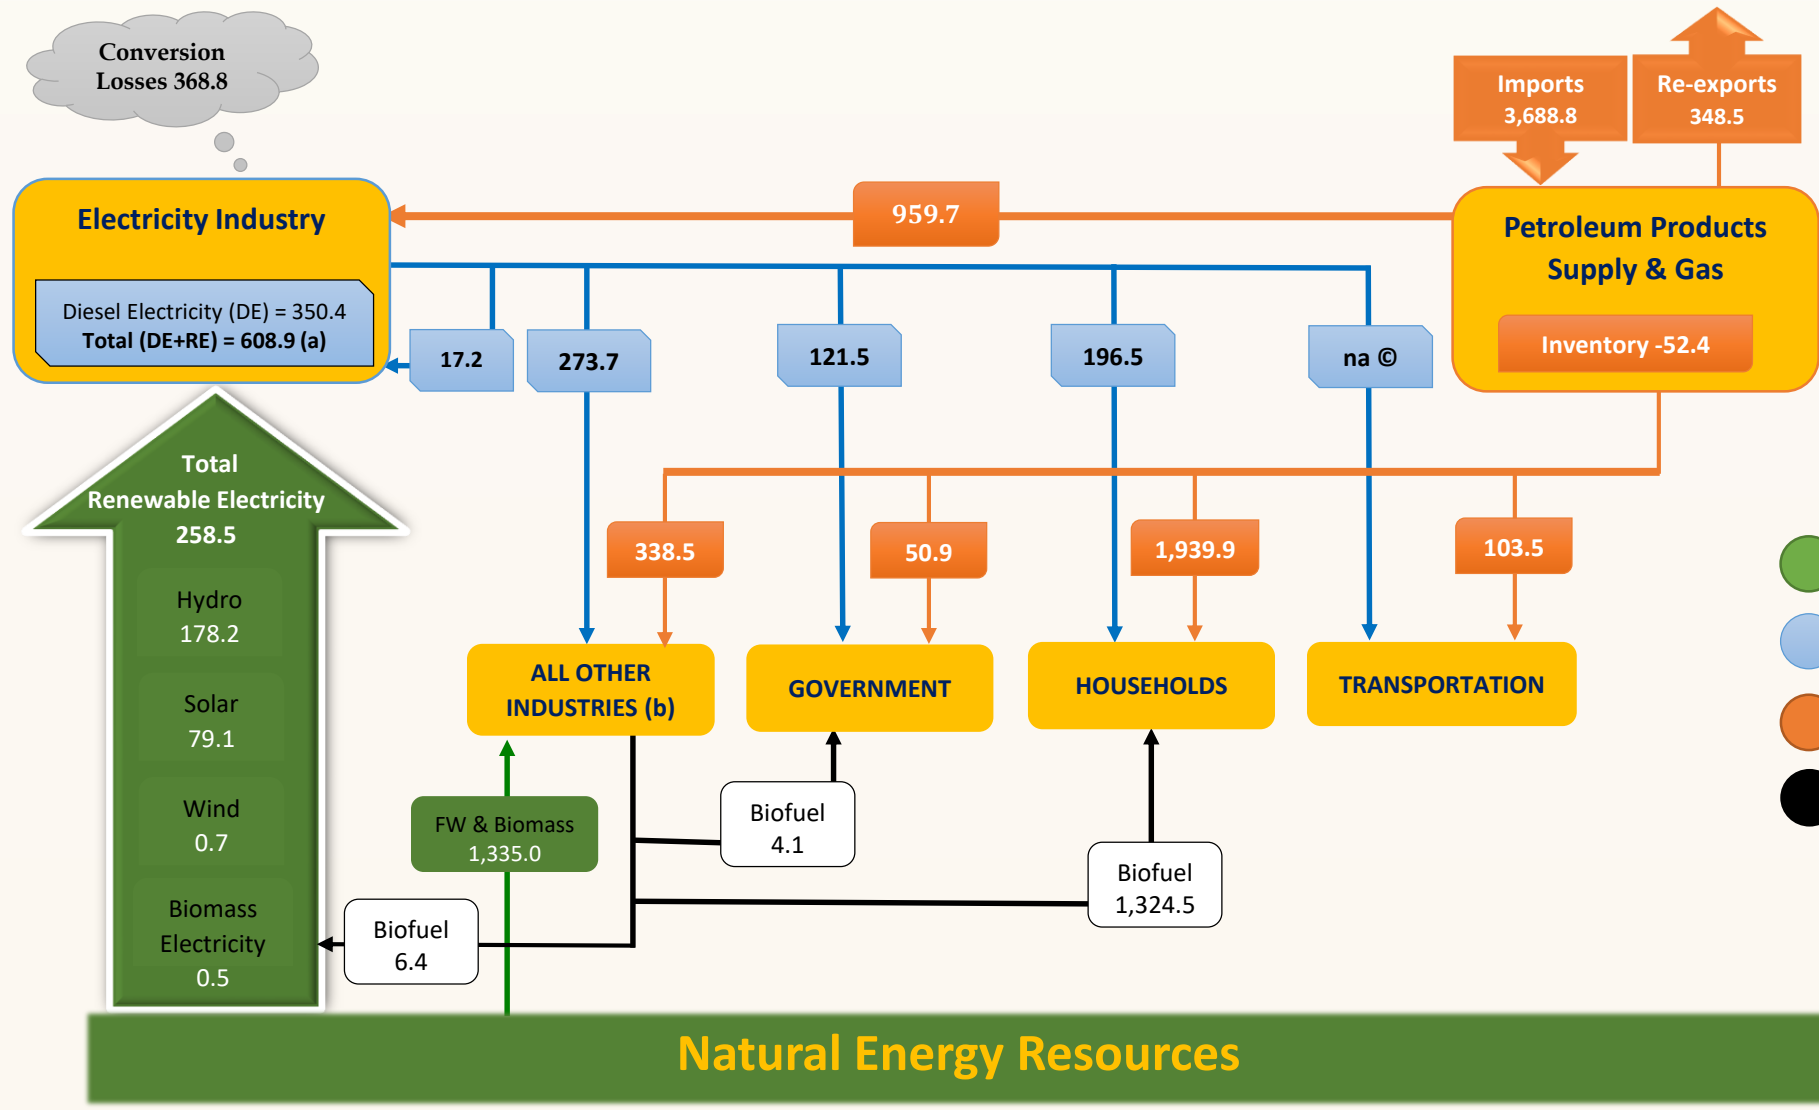 Conversion
Losses 368.8
Imports
3,688.8
Re-exports
348.5
Electricity Industry
959.7
Petroleum Products
Supply & Gas
Diesel Electricity (DE) = 350.4
Total (DE+RE) = 608.9 (a)
17.2
273.7
121.5
196.5
na ©
Inventory -52.4
Total
Renewable Electricity
258.5
338.5
50.9
1,939.9
103.5
Hydro
178.2
ALL OTHER
INDUSTRIES (b)
GOVERNMENT
HOUSEHOLDS
TRANSPORTATION
Solar
79.1
Wind
0.7
FW & Biomass
1,335.0
Biofuel
4.1
Biofuel
1,324.5
Biomass
Electricity
0.5
Biofuel
6.4
Natural Energy Resources